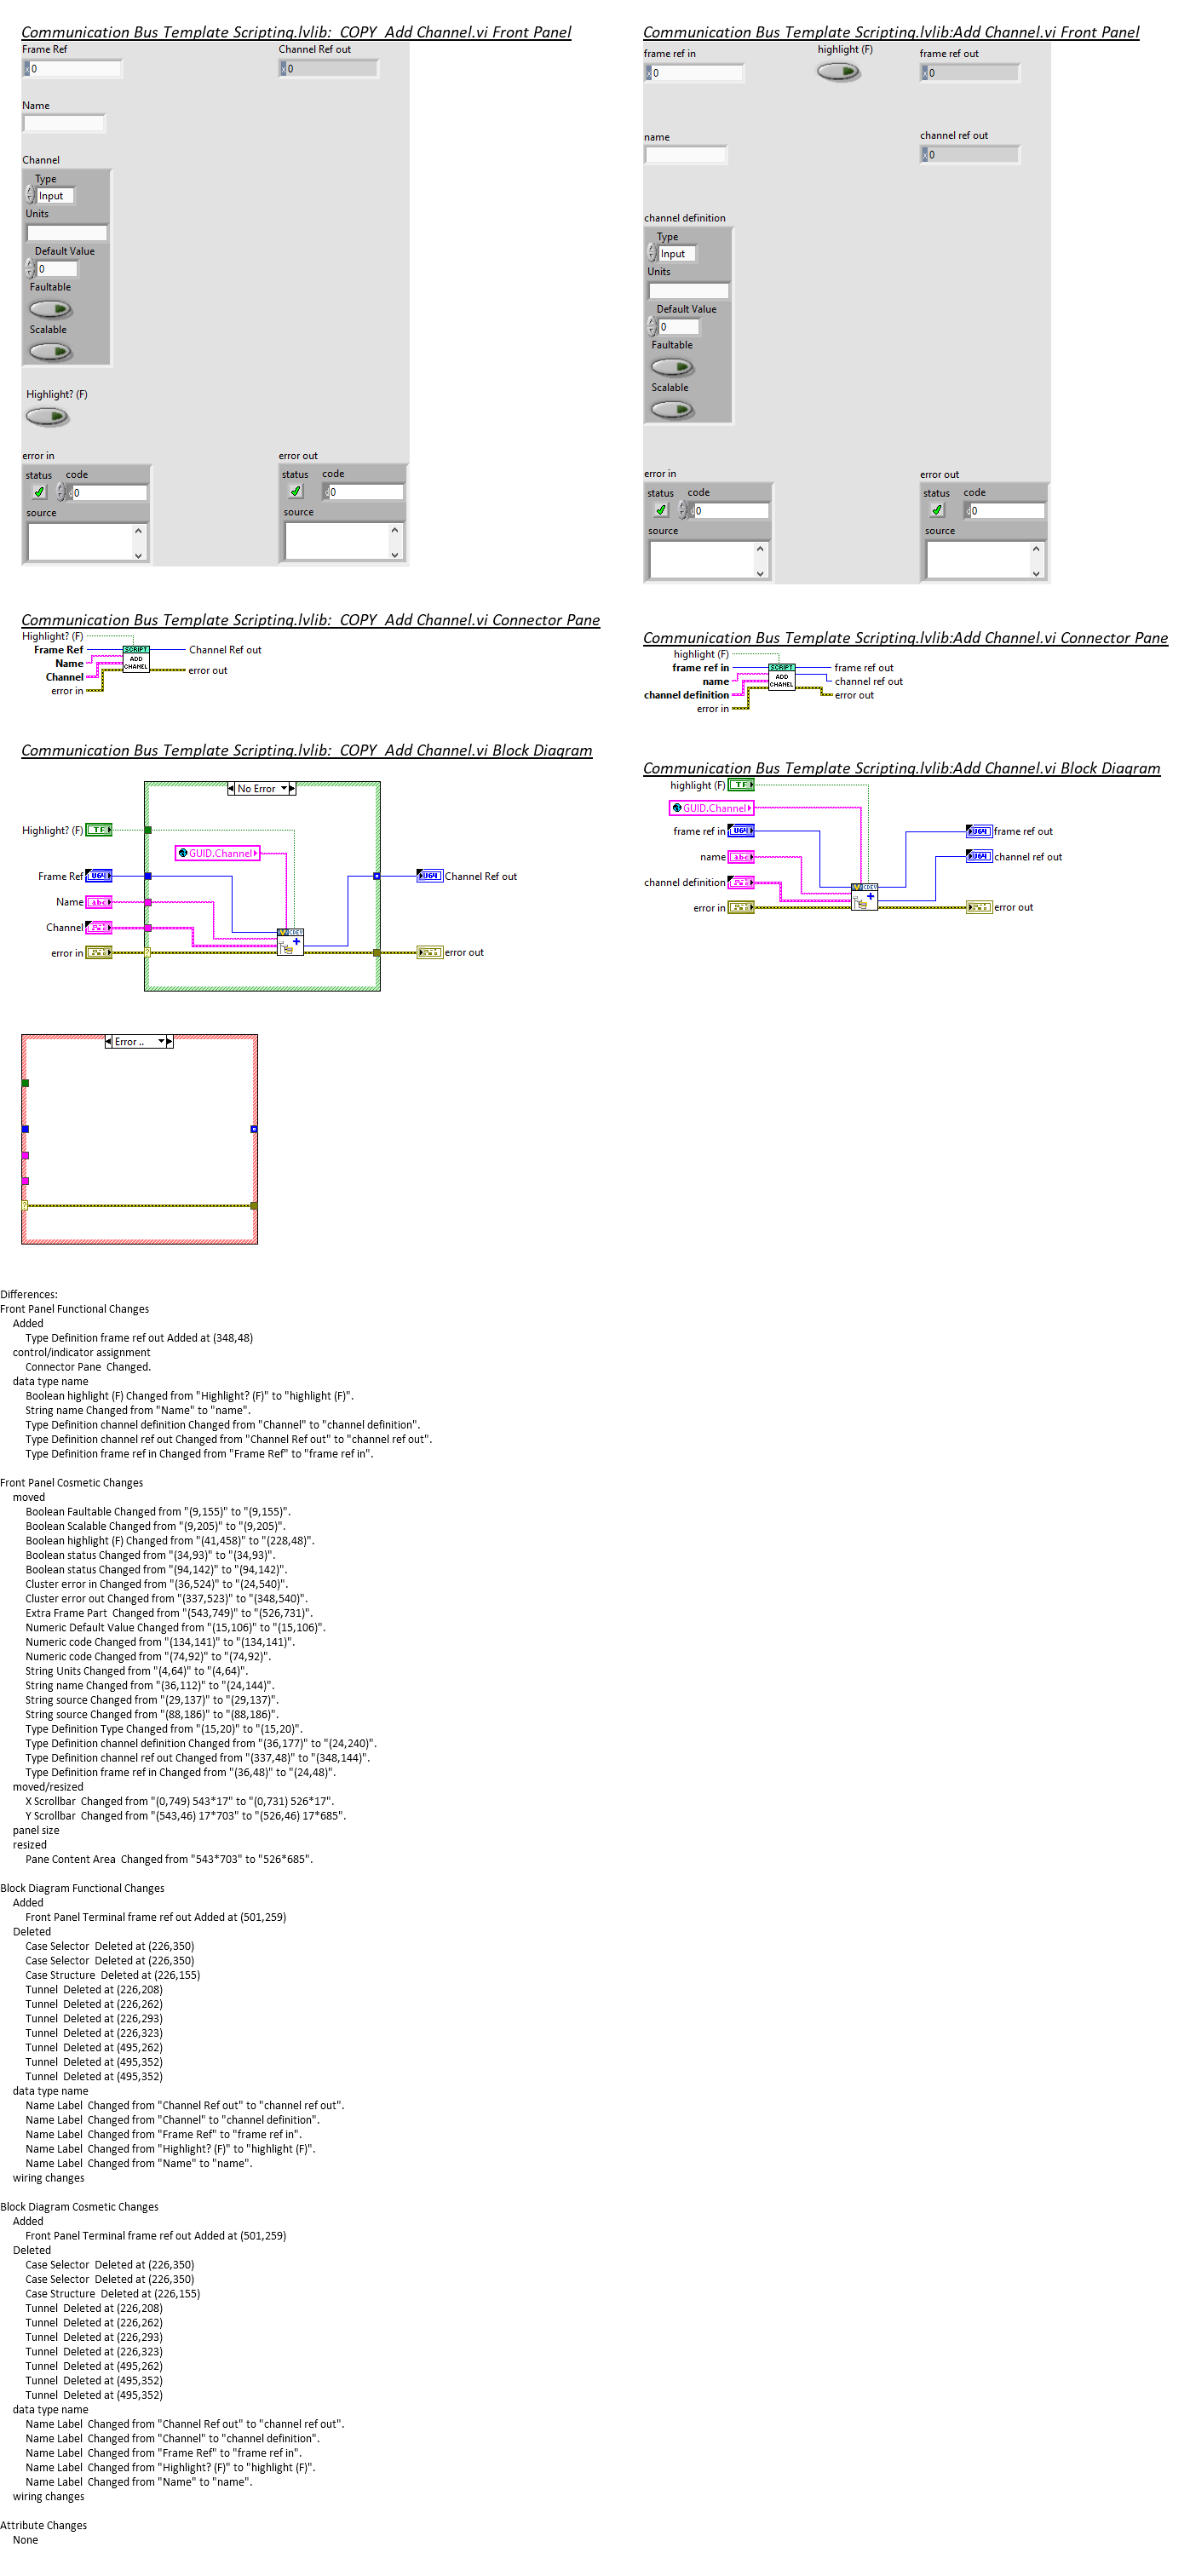 Communication Bus Template Scripting.lvlib:_COPY_Add Channel.vi Front Panel
Frame Ref
Channel Ref out
x 0
x 0
Name
Channel
Type
Input
Units
Default Value
0
Faultable
Scalable
Highlight? (F)
error in
error out
status code
status code
0
d 0
source
source
Communication Bus Template Scripting.lvlib:Add Channel.vi Front Panel
frame ref in
highlight (F)
frame ref out
x 0
x 0
name
channel ref out
x 0
channel definition
Type
Input
Units
Default Value
0
Faultable
Scalable
error in
error out
status code
status code
d 0
d 0
source
source
Communication Bus Template Scripting.lvlib:_COPY_Add Channel.vi Connector Pane
Highlight? (F)
Frame Ref
Name
Channel
error in
SCRIPT
ADD
CHANEL
Channel Ref out
error out
Communication Bus Template Scripting.lvlib:Add Channel.vi Connector Pane
highlight (F)
frame ref in
name
channel definition
error in
SCRIPT
ADD
CHANEL
frame ref out
channel ref out
error out
Communication Bus Template Scripting.lvlib:_COPY_Add Channel.vi Block Diagram
No Error
Highlight? (F)
TF
GUID.Channel
Frame Ref
U64
U64
Channel Ref out
Name
abc
Channel
error in
error out
Error ..
Communication Bus Template Scripting.lvlib:Add Channel.vi Block Diagram
highlight (F)
TF
GUID.Channel
frame ref in
U64
U64
frame ref out
name
abc
U64
channel ref out
channel definition
error in
error out
Differences:
Front Panel Functional Changes
Added
Type Definition frame ref out Added at (348,48)
control/indicator assignment
Connector Pane Changed.
data type name
Boolean highlight (F) Changed from "Highlight? (F)" to "highlight (F)".
String name Changed from "Name" to "name".
Type Definition channel definition Changed from "Channel" to "channel definition".
Type Definition channel ref out Changed from "Channel Ref out" to "channel ref out".
Type Definition frame ref in Changed from "Frame Ref" to "frame ref in".
Front Panel Cosmetic Changes
moved
Boolean Faultable Changed from "(9,155)" to "(9,155)".
Boolean Scalable Changed from "(9,205)" to "(9,205)".
Boolean highlight (F) Changed from "(41,458)" to "(228,48)".
Boolean status Changed from "(34,93)" to "(34,93)".
Boolean status Changed from "(94,142)" to "(94,142)".
Cluster error in Changed from "(36,524)" to "(24,540)".
Cluster error out Changed from "(337,523)" to "(348,540)".
Extra Frame Part Changed from "(543,749)" to "(526,731)".
Numeric Default Value Changed from "(15,106)" to "(15,106)".
Numeric code Changed from "(134,141)" to "(134,141)".
Numeric code Changed from "(74,92)" to "(74,92)".
String Units Changed from "(4,64)" to "(4,64)".
String name Changed from "(36,112)" to "(24,144)".
String source Changed from "(29,137)" to "(29,137)".
String source Changed from "(88,186)" to "(88,186)".
Type Definition Type Changed from "(15,20)" to "(15,20)".
Type Definition channel definition Changed from "(36,177)" to "(24,240)".
Type Definition channel ref out Changed from "(337,48)" to "(348,144)".
Type Definition frame ref in Changed from "(36,48)" to "(24,48)".
moved/resized
X Scrollbar Changed from "(0,749) 543*17" to "(0,731) 526*17".
Y Scrollbar Changed from "(543,46) 17*703" to "(526,46) 17*685".
panel size
resized
Pane Content Area Changed from "543*703" to "526*685".
Block Diagram Functional Changes
Added
Front Panel Terminal frame ref out Added at (501,259)
Deleted
Case Selector Deleted at (226,350)
Case Selector Deleted at (226,350)
Case Structure Deleted at (226,155)
Tunnel Deleted at (226,208)
Tunnel Deleted at (226,262)
Tunnel Deleted at (226,293)
Tunnel Deleted at (226,323)
Tunnel Deleted at (495,262)
Tunnel Deleted at (495,352)
Tunnel Deleted at (495,352)
data type name
Name Label Changed from "Channel Ref out" to "channel ref out".
Name Label Changed from "Channel" to "channel definition".
Name Label Changed from "Frame Ref" to "frame ref in".
Name Label Changed from "Highlight? (F)" to "highlight (F)".
Name Label Changed from "Name" to "name".
wiring changes
Block Diagram Cosmetic Changes
Added
Front Panel Terminal frame ref out Added at (501,259)
Deleted
Case Selector Deleted at (226,350)
Case Selector Deleted at (226,350)
Case Structure Deleted at (226,155)
Tunnel Deleted at (226,208)
Tunnel Deleted at (226,262)
Tunnel Deleted at (226,293)
Tunnel Deleted at (226,323)
Tunnel Deleted at (495,262)
Tunnel Deleted at (495,352)
Tunnel Deleted at (495,352)
data type name
Name Label Changed from "Channel Ref out" to "channel ref out".
Name Label Changed from "Channel" to "channel definition".
Name Label Changed from "Frame Ref" to "frame ref in".
Name Label Changed from "Highlight? (F)" to "highlight (F)".
Name Label Changed from "Name" to "name".
wiring changes
Attribute Changes
None